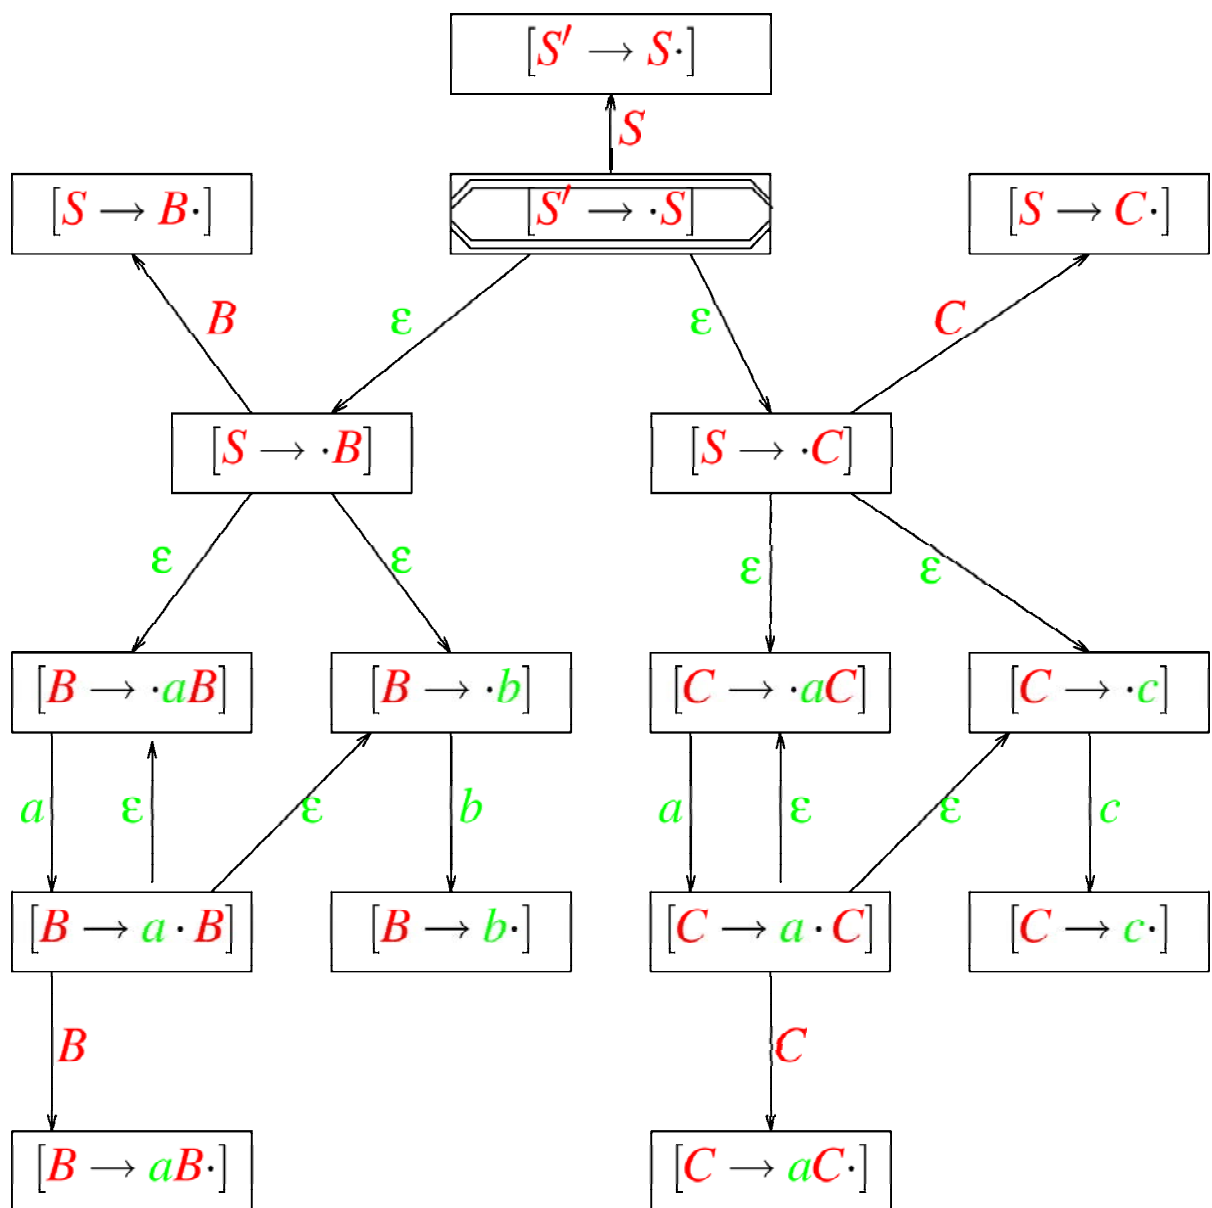 [S′ → S·]
S
[S → B·] [S′ → ·S] [S → C·]
B ε ε C
[S → ·B] [S → ·C]
ε ε ε ε
[B → ·aB] [B → ·b] [C → ·aC] [C → ·c]
a ε ε b a ε ε c
[B → a · B] [B → b·] [C → a · C] [C → c·]
B C
[B → aB·] [C → aC·]